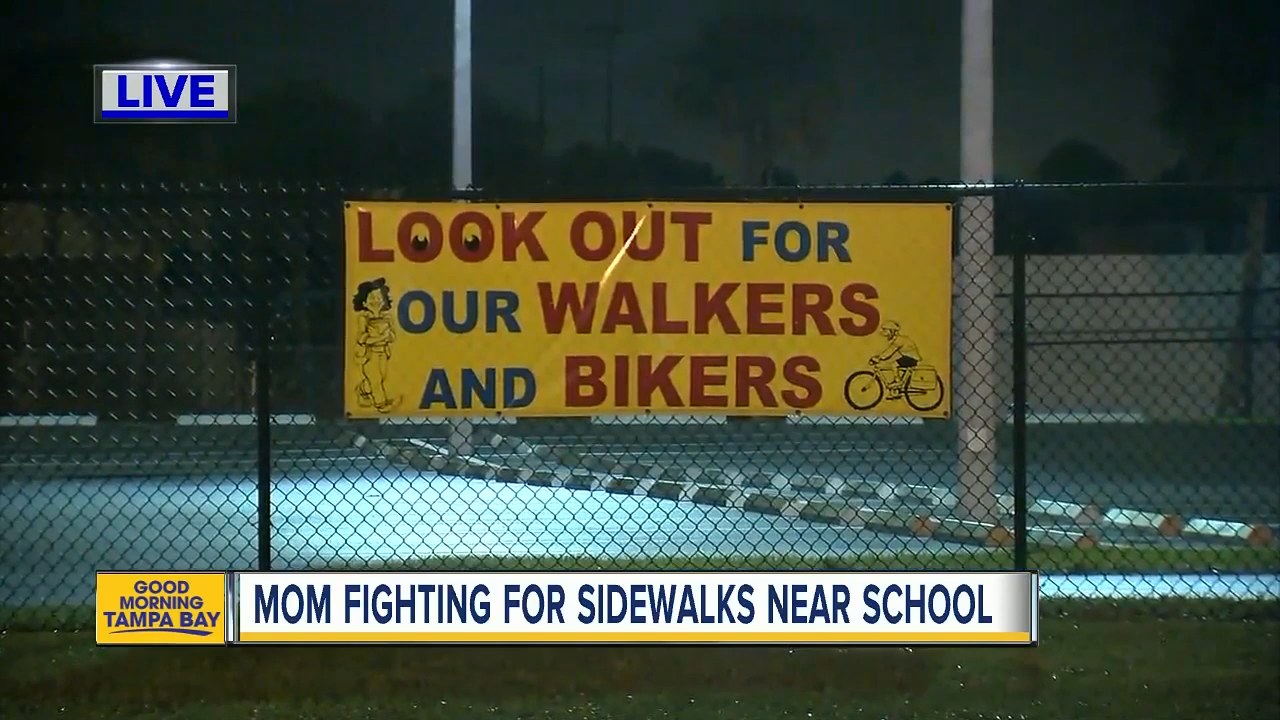 LIVE
LOOK OUT FOR
OUR WALKERS
AND BIKERS
GOOD
MORNING
TAMPA BAY
MOM FIGHTING FOR SIDEWALKS NEAR SCHOOL